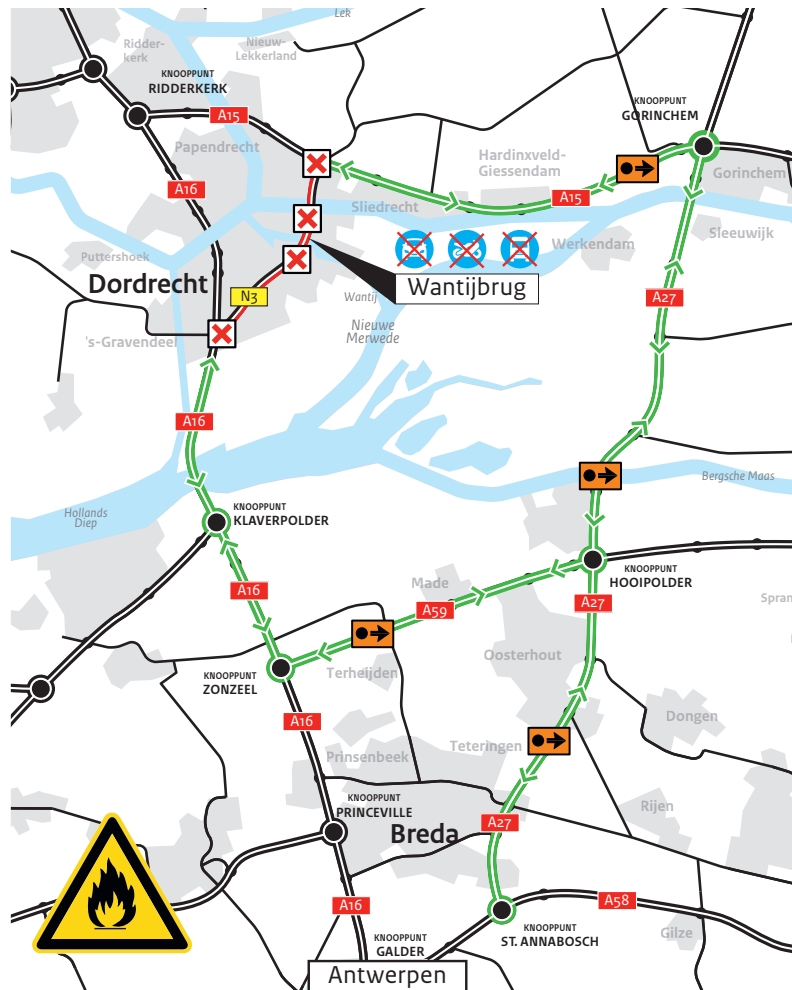 Lek
Ridder-
kerk
Nieuw-
Lekkerland
KNOOPPUNT
RIDDERKERK
KNOOPPUNT
GORINCHEM
A15
Papendrecht
Hardinxveld-
Giessendam
Gorinchem
A16
Sliedrecht
A15
Sleeuwijk
Puttershoek
Werkendam
Dordrecht
Wantijbrug
N3
Wantij
A27
Nieuwe
Merwede
's-Gravendeel
A16
Bergsche Maas
Hollands
Diep
KNOOPPUNT
KLAVERPOLDER
KNOOPPUNT
HOOIPOLDER
Made
A16
A59
A27
Spran
Oosterhout
KNOOPPUNT
ZONZEEL
Terheijden
A16
Dongen
Teteringen
Prinsenbeek
KNOOPPUNT
PRINCEVILLE
Rijen
Breda
A27
A16
A58
KNOOPPUNT
ST. ANNABOSCH
Gilze
KNOOPPUNT
GALDER
Antwerpen